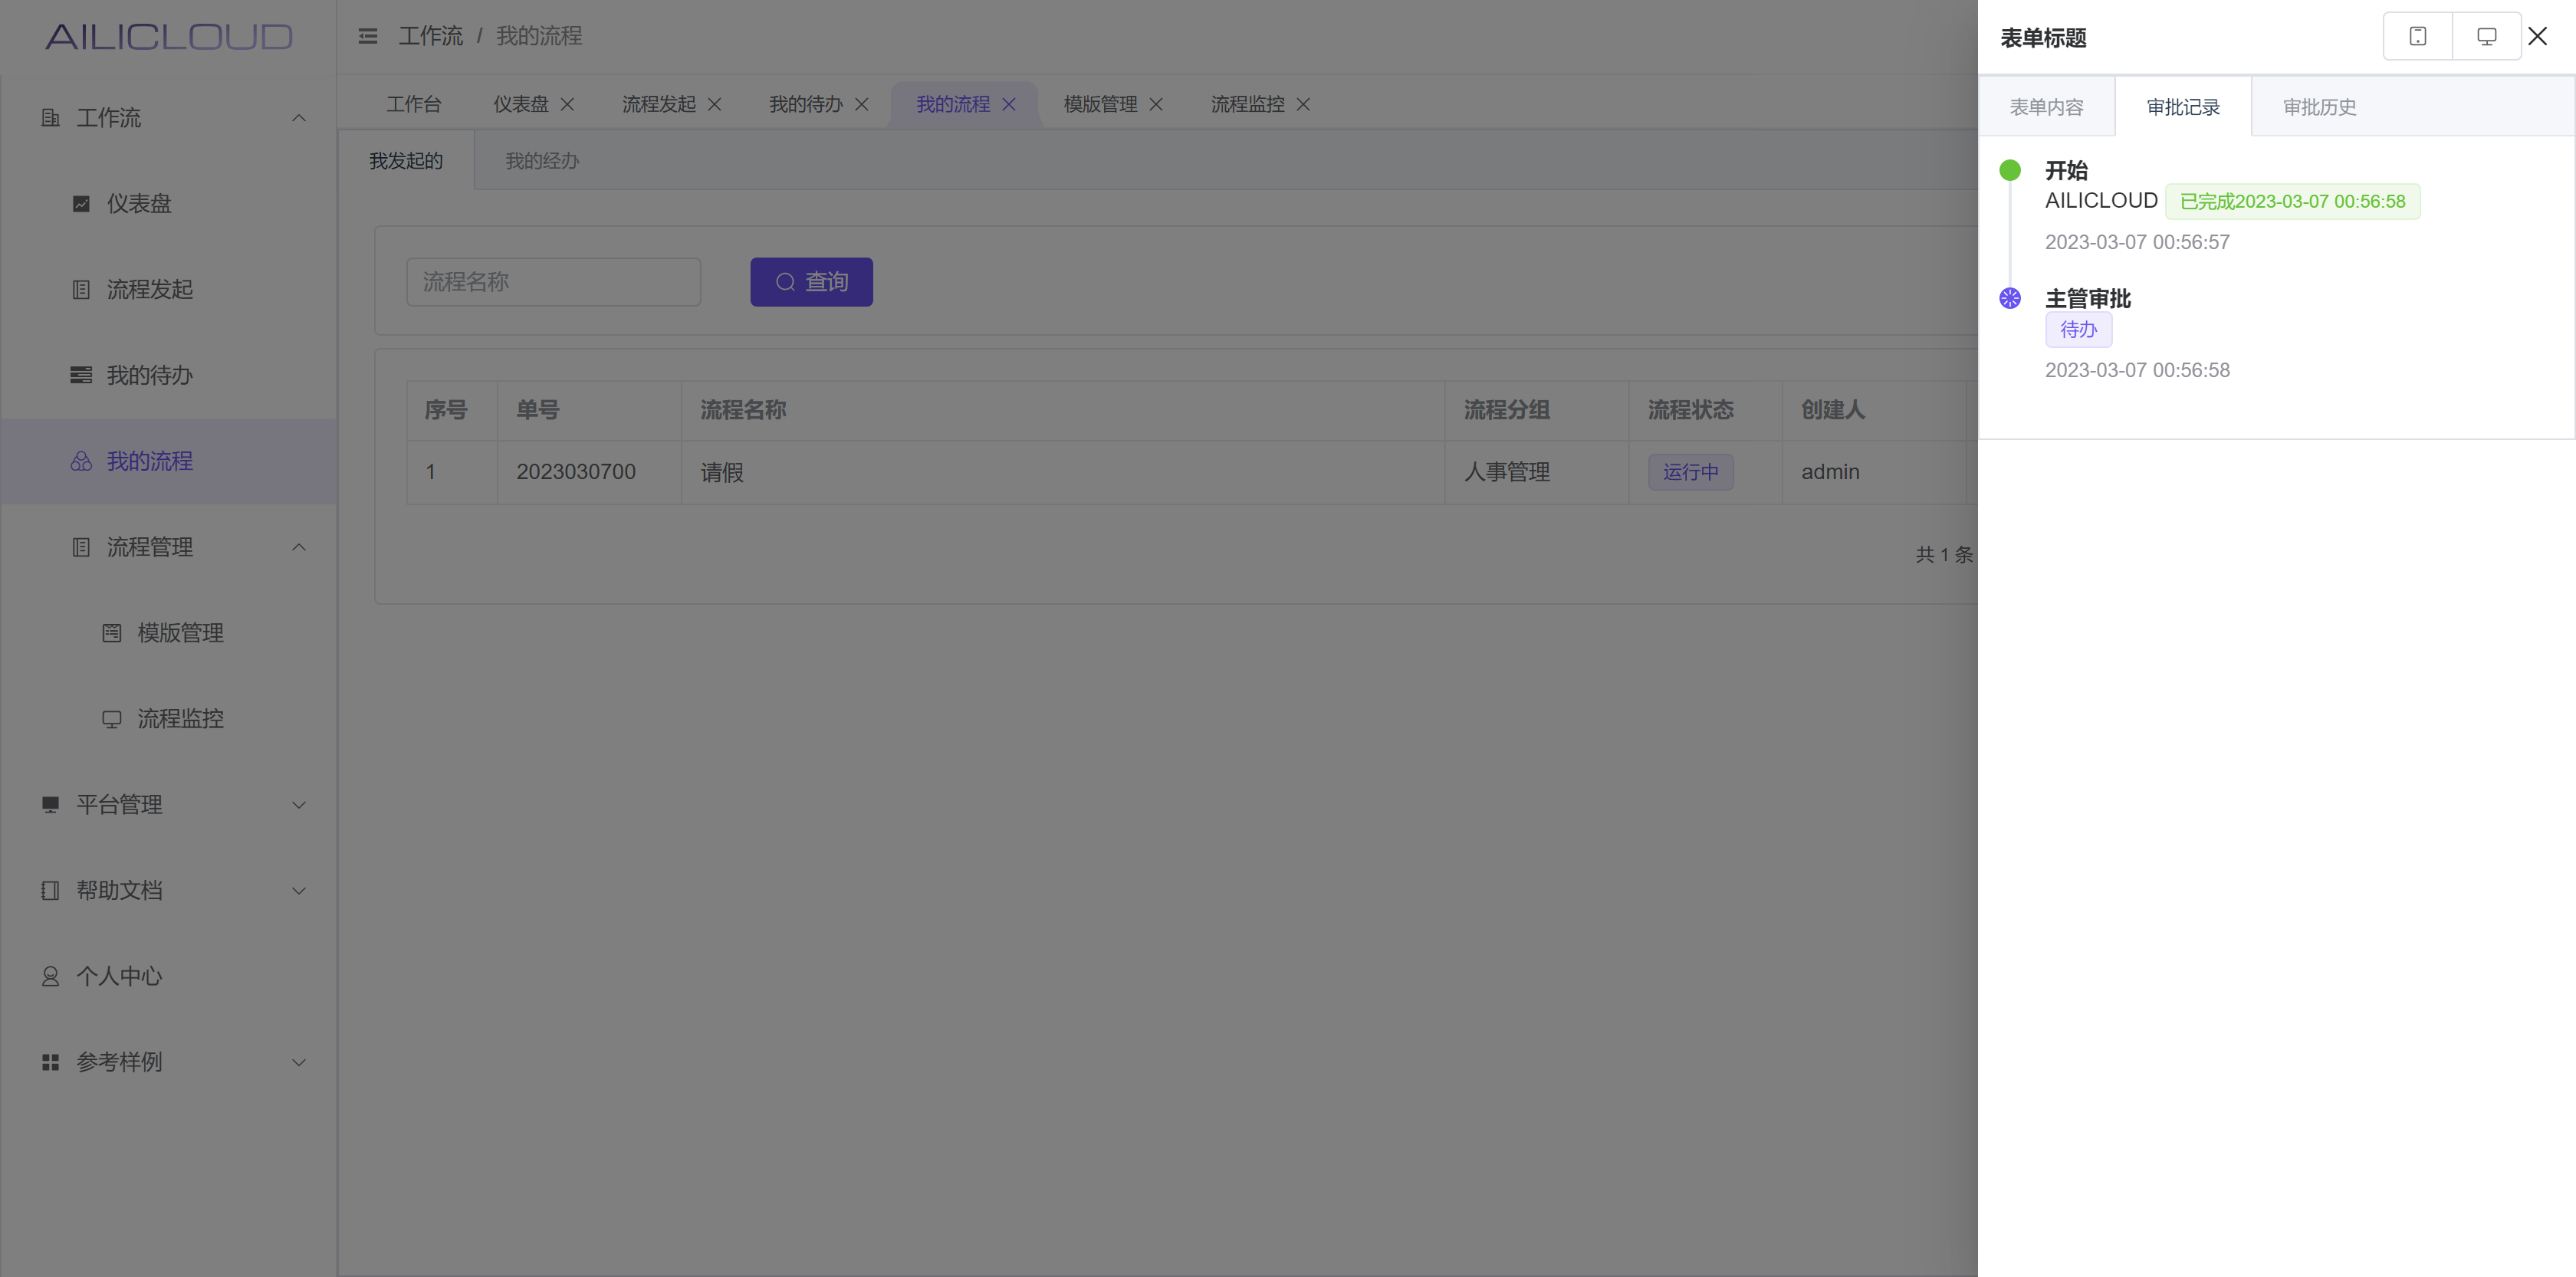 AILICLOUD
工作流
仪表盘
流程发起
我的待办
我的流程
流程管理
模版管理
流程监控
平台管理
帮助文档
个人中心
参考样例
工作流 / 我的流程
工作台 仪表盘 流程发起 我的待办 我的流程 模版管理 流程监控
我发起的 我的经办
流程名称 查询
序号 单号 流程名称 流程分组 流程状态 创建人
1 2023030700 请假 人事管理 运行中 admin
共 1 条
表单标题
表单内容 审批记录 审批历史
开始
AILICLOUD 已完成2023-03-07 00:56:58
2023-03-07 00:56:57
主管审批
待办
2023-03-07 00:56:58